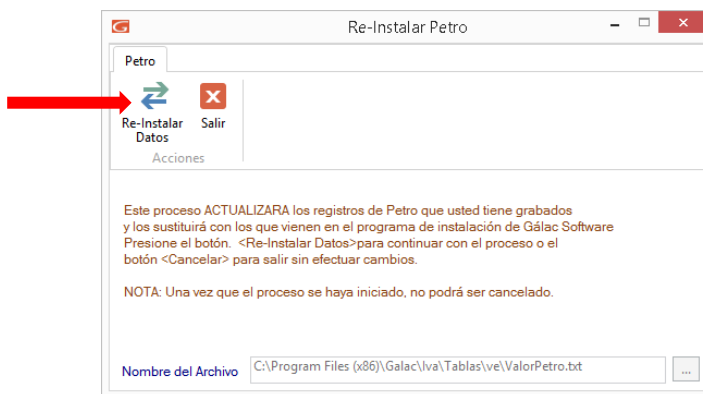 G
Re-Instalar Petro
Petro
Re-Instalar Datos
Salir
Acciones
Este proceso ACTUALIZARA los registros de Petro que usted tiene grabados
y los sustituirá con los que vienen en el programa de instalación de Gálac Software
Presione el botón. <Re-Instalar Datos>para continuar con el proceso o el
botón <Cancelar> para salir sin efectuar cambios.
NOTA: Una vez que el proceso se haya iniciado, no podrá ser cancelado.
Nombre del Archivo C:\Program Files (x86)\Galac\Iva\Tablas\ve\ValorPetro.txt ...